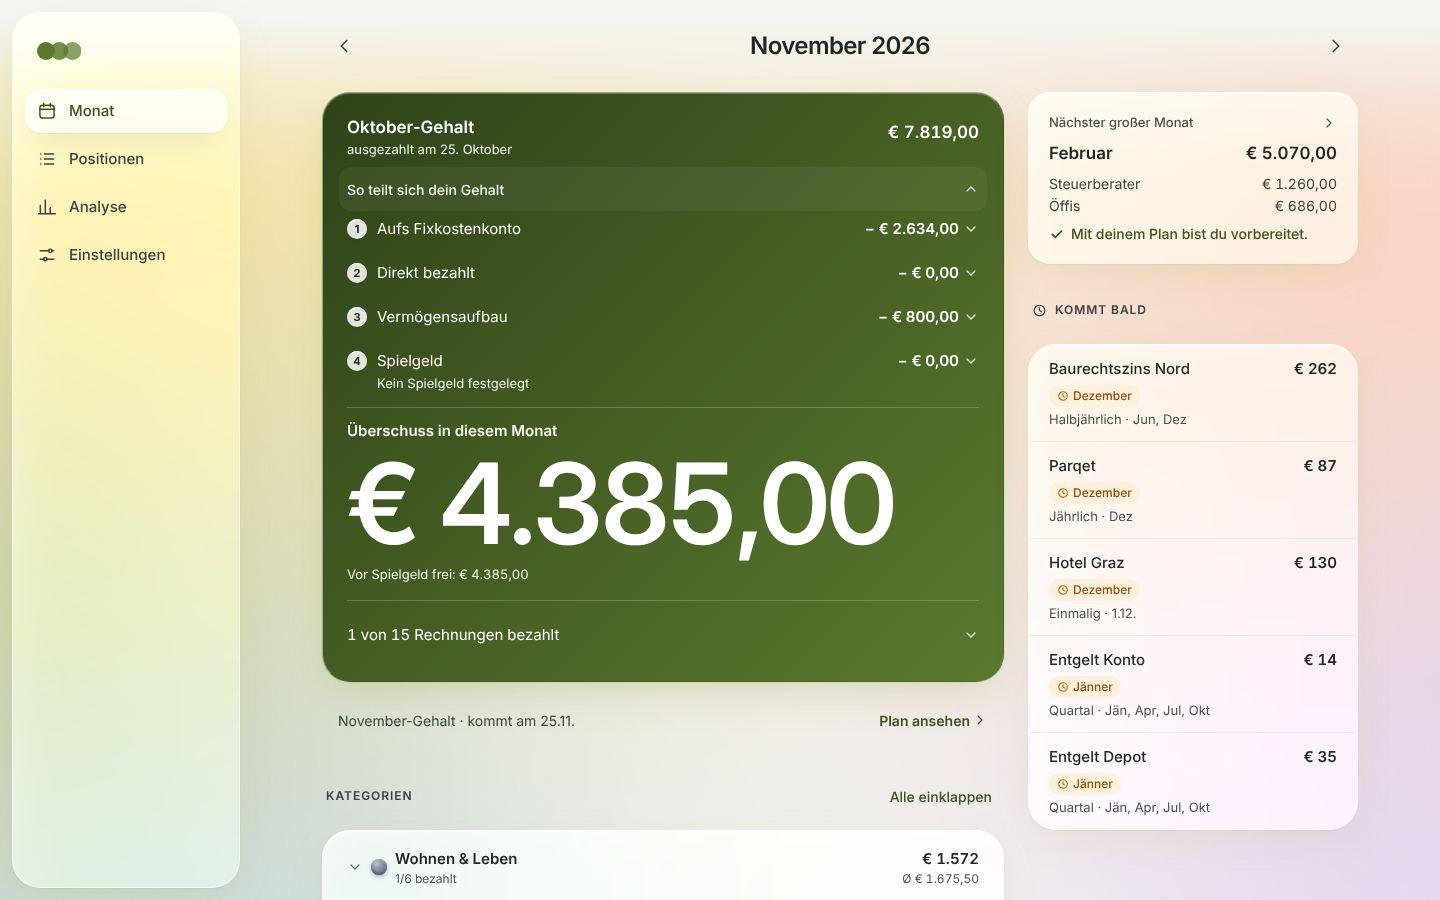 Monat
Positionen
Analyse
Einstellungen
November 2026
Oktober-Gehalt
€ 7.819,00
ausgezahlt am 25. Oktober
So teilt sich dein Gehalt
1 Aufs Fixkostenkonto – € 2.634,00
2 Direkt bezahlt – € 0,00
3 Vermögensaufbau – € 800,00
4 Spielgeld – € 0,00
Kein Spielgeld festgelegt
Überschuss in diesem Monat
€ 4.385,00
Vor Spielgeld frei: € 4.385,00
1 von 15 Rechnungen bezahlt
November-Gehalt · kommt am 25.11.
Plan ansehen
KATEGORIEN
Alle einklappen
Wohnen & Leben € 1.572
1/6 bezahlt Ø € 1.675,50
Nächster großer Monat
Februar € 5.070,00
Steuerberater € 1.260,00
Öffis € 686,00
Mit deinem Plan bist du vorbereitet.
KOMMT BALD
Baurechtszins Nord € 262
Dezember
Halbjährlich · Jun, Dez
Parqet € 87
Dezember
Jährlich · Dez
Hotel Graz € 130
Dezember
Einmalig · 1.12.
Entgelt Konto € 14
Jänner
Quartal · Jän, Apr, Jul, Okt
Entgelt Depot € 35
Jänner
Quartal · Jän, Apr, Jul, Okt